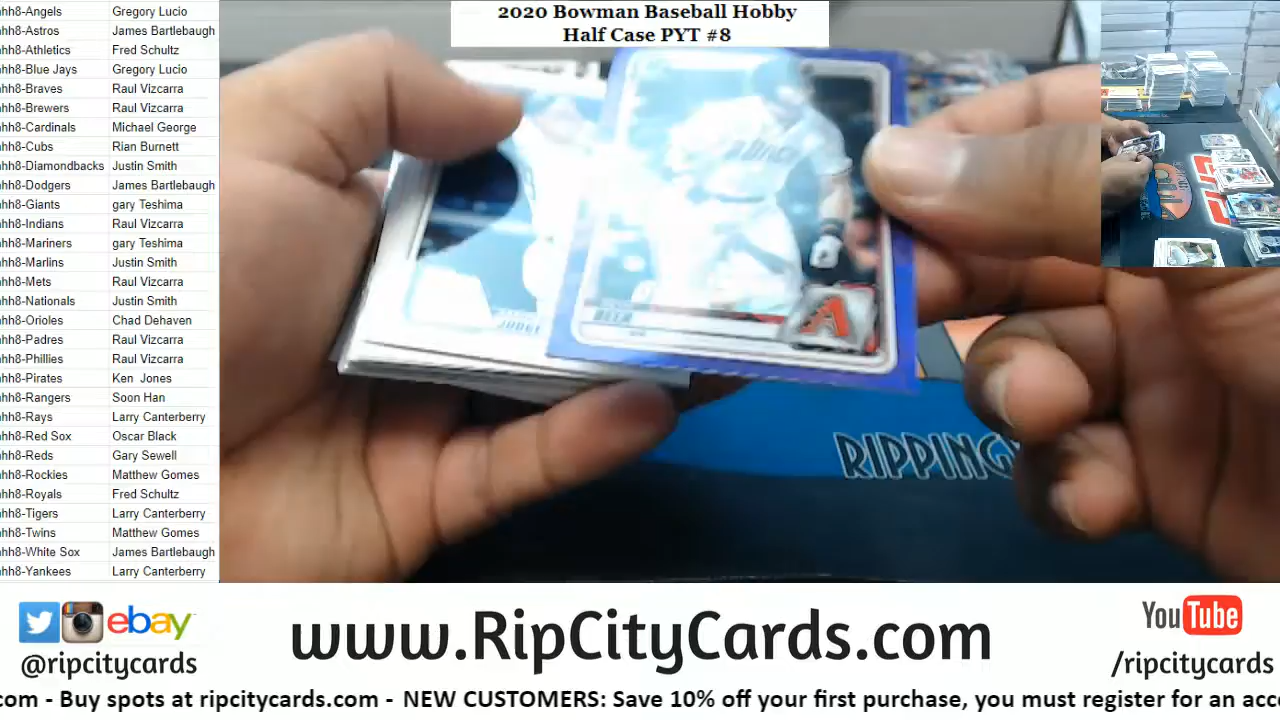 2020 Bowman Baseball Hobby
Half Case PYT #8
hh8-Angels Gregory Lucio
hh8-Astros James Bartlebaugh
hh8-Athletics Fred Schultz
hh8-Blue Jays Gregory Lucio
hh8-Braves Raul Vizcarra
hh8-Brewers Raul Vizcarra
hh8-Cardinals Michael George
hh8-Cubs Rian Burnett
hh8-Diamondbacks Justin Smith
hh8-Dodgers James Bartlebaugh
hh8-Giants gary Teshima
hh8-Indians Raul Vizcarra
hh8-Mariners gary Teshima
hh8-Marlins Justin Smith
hh8-Mets Raul Vizcarra
hh8-Nationals Justin Smith
hh8-Orioles Chad Dehaven
hh8-Padres Raul Vizcarra
hh8-Phillies Raul Vizcarra
hh8-Pirates Ken Jones
hh8-Rangers Soon Han
hh8-Rays Larry Canterberry
hh8-Red Sox Oscar Black
hh8-Reds Gary Sewell
hh8-Rockies Matthew Gomes
hh8-Royals Fred Schultz
hh8-Tigers Larry Canterberry
hh8-Twins Matthew Gomes
hh8-White Sox James Bartlebaugh
hh8-Yankees Larry Canterberry
JUDGE
BEER
A
RIPPING
ebay
@ripcitycards
www.RipCityCards.com
YouTube
/ripcitycards
com - Buy spots at ripcitycards.com - NEW CUSTOMERS: Save 10% off your first purchase, you must register for an acc